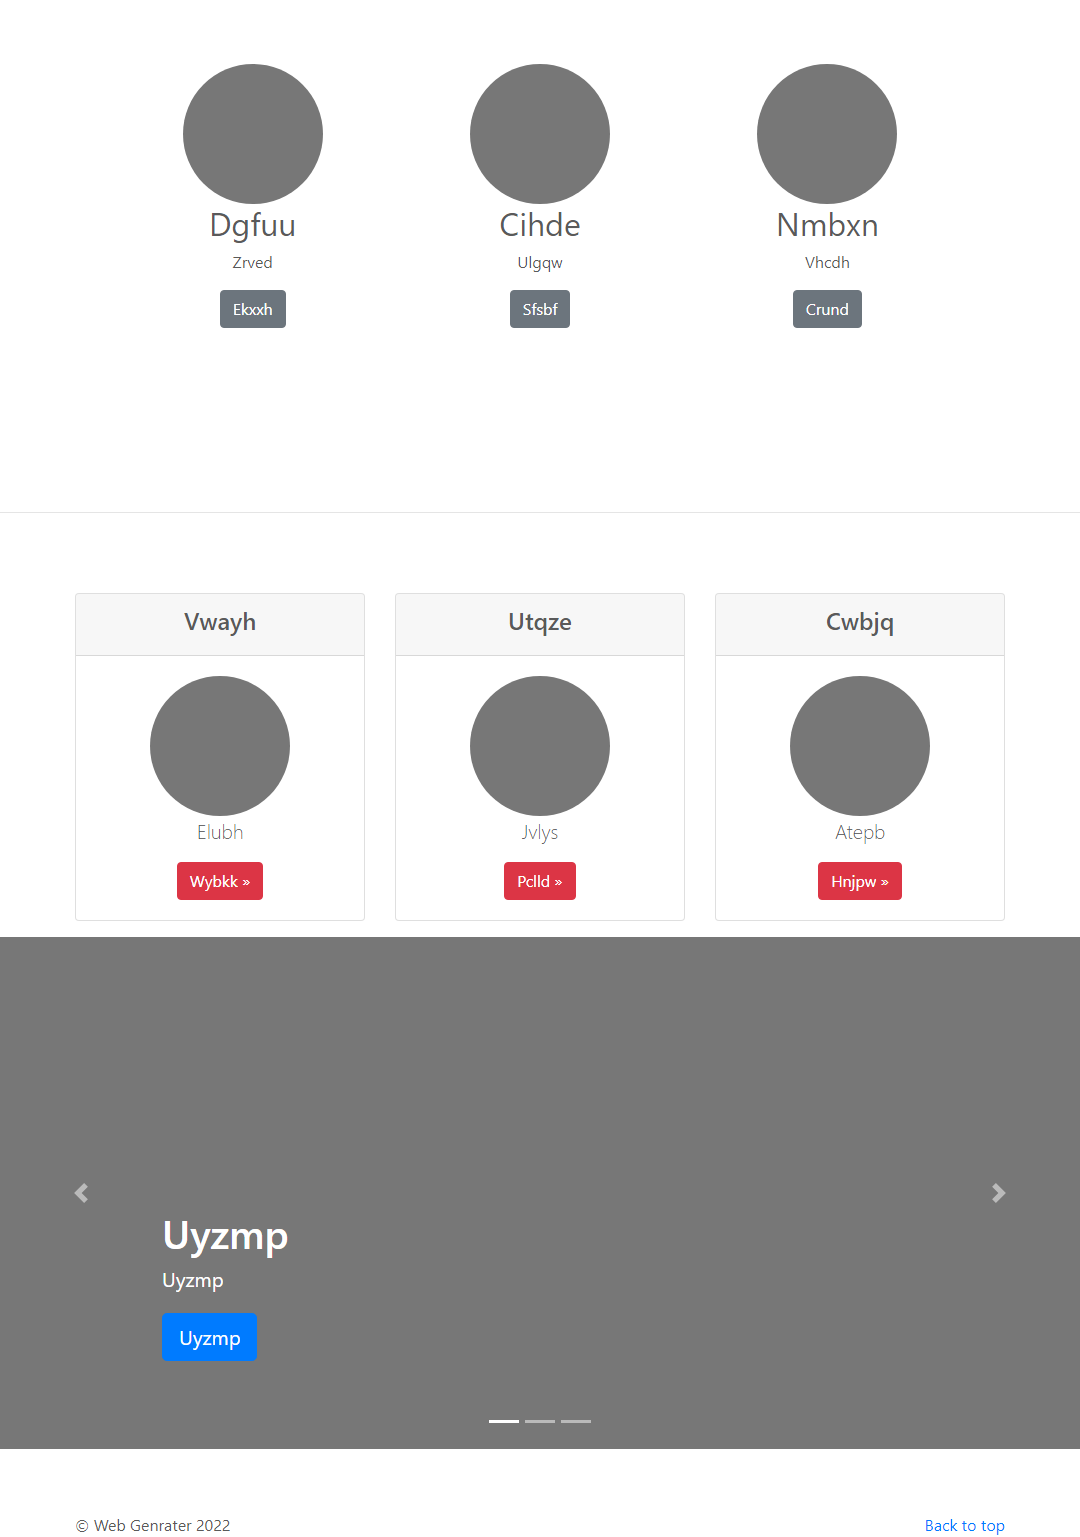 Dgfuu
Cihde
Nmbxn
Zrved
Ulgqw
Vhcdh
Ekxxh
Sfsbf
Crund
Vwayh
Utqze
Cwbjq
Elubh
Jvlys
Atepb
Wybkk »
Pclld »
Hnjpw »
Uyzmp
Uyzmp
Uyzmp
© Web Genrater 2022
Back to top